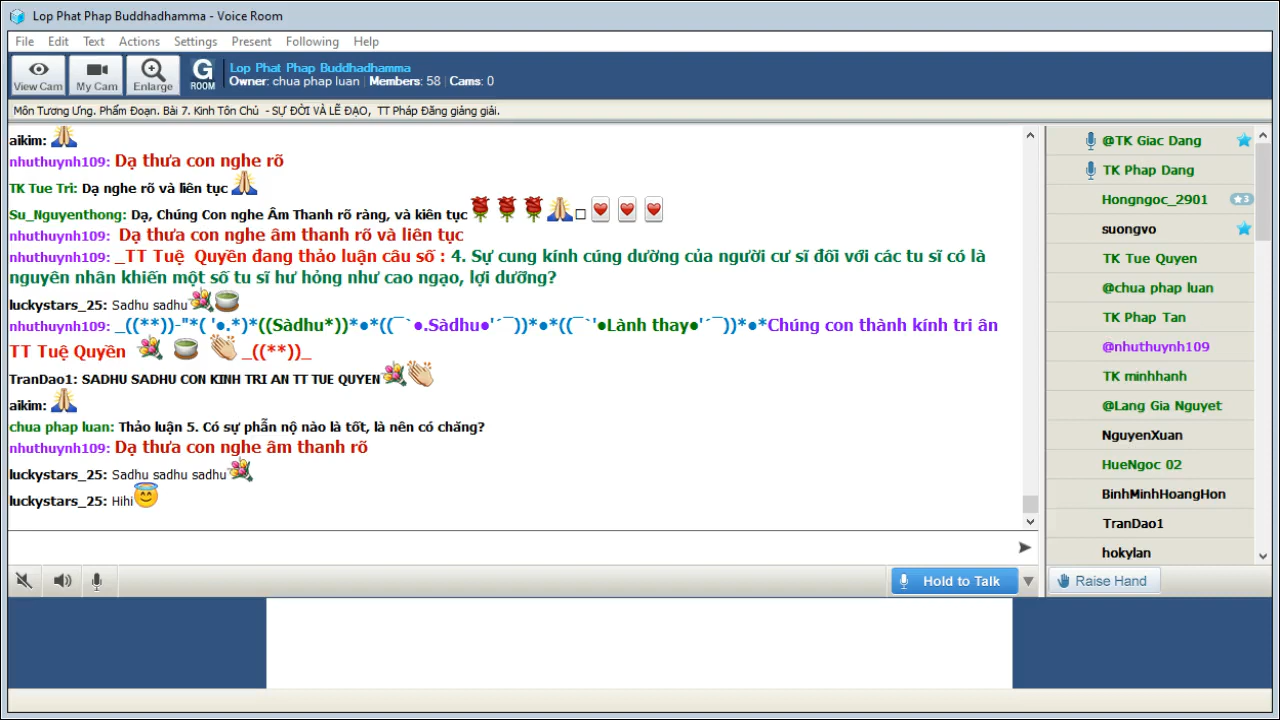 Lop Phat Phap Buddhadhamma - Voice Room
File Edit Text Actions Settings Present Following Help
View Cam My Cam Enlarge G ROOM
Lop Phat Phap Buddhadhamma
Owner: chua phap luan Members: 58 Cams: 0
Môn Tương Ưng. Phẩm Đoạn. Bài 7. Kinh Tôn Chủ - SỰ ĐỜI VÀ LẼ ĐẠO, TT Pháp Đăng giảng giải.
aikim:
nhuthuynh109: Dạ thưa con nghe rõ
TK Tue Tri: Dạ nghe rõ và liên tục
Su_Nguyenthong: Dạ, Chúng Con nghe Âm Thanh rõ ràng, và kiên tục
nhuthuynh109: Dạ thưa con nghe âm thanh rõ và liên tục
nhuthuynh109: _TT Tuệ Quyền đang thảo luận câu số : 4. Sự cung kính cúng dường của người cư sĩ đối với các tu sĩ có là
nguyên nhân khiến một số tu sĩ hư hỏng như cao ngạo, lợi dưỡng?
luckystars_25: Sadhu sadhu
nhuthuynh109: _((**))-"*( '●.*)*((Sàdhu*))*●*((¯`●.Sàdhu●'´¯))*●*((¯`'●Lành thay●'´¯))*●*Chúng con thành kính tri ân
TT Tuệ Quyền _((**))_
TranDao1: SADHU SADHU CON KINH TRI AN TT TUE QUYEN
aikim:
chua phap luan: Thảo luận 5. Có sự phẫn nộ nào là tốt, là nên có chăng?
nhuthuynh109: Dạ thưa con nghe âm thanh rõ
luckystars_25: Sadhu sadhu sadhu
luckystars_25: Hihi
Hold to Talk
@TK Giac Dang
TK Phap Dang
Hongngoc_2901 3
suongvo
TK Tue Quyen
@chua phap luan
TK Phap Tan
@nhuthuynh109
TK minhhanh
@Lang Gia Nguyet
NguyenXuan
HueNgoc 02
BinhMinhHoangHon
TranDao1
hokylan
Raise Hand